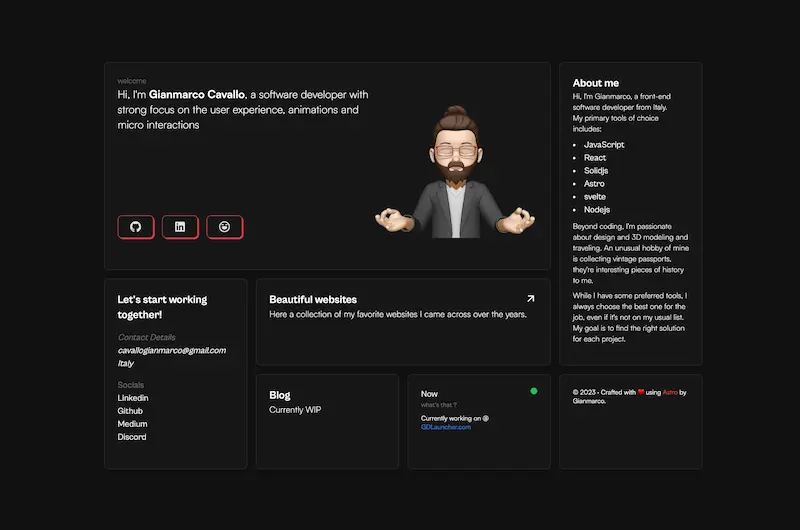 welcome
Hi, I'm Gianmarco Cavallo, a software developer with
strong focus on the user experience, animations and
micro interactions
About me
Hi, I'm Gianmarco, a front-end
software developer from Italy.
My primary tools of choice
includes:
• JavaScript
• React
• Solidjs
• Astro
• svelte
• Nodejs
Beyond coding, I'm passionate
about design and 3D modeling and
traveling. An unusual hobby of mine
is collecting vintage passports,
they're interesting pieces of history
to me.
While I have some preferred tools, I
always choose the best one for the
job, even if it's not on my usual list.
My goal is to find the right solution
for each project.
Let's start working
together!
Contact Details
cavallogianmarco@gmail.com
Italy
Socials
Linkedin
Github
Medium
Discord
Beautiful websites
Here a collection of my favorite websites I came across over the years.
Blog
Currently WIP
Now
what's that ?
Currently working on @
GDLauncher.com
© 2023 · Crafted with ❤️ using Astro by
Gianmarco.